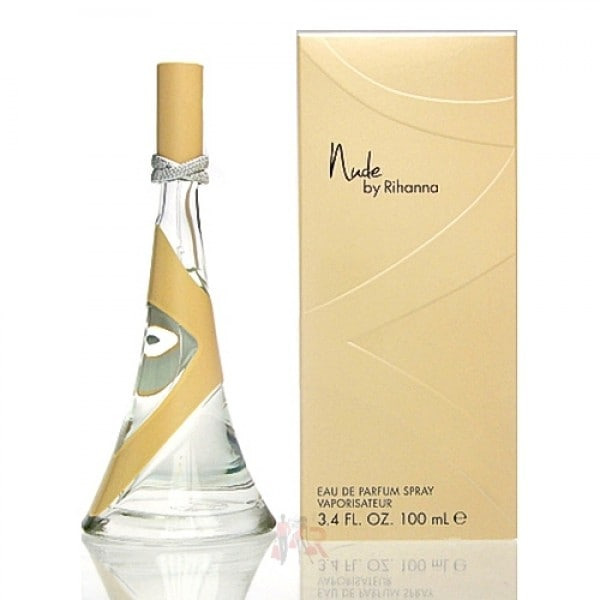 Nude
by Rihanna
EAU DE PARFUM SPRAY
VAPORISATEUR
3.4 FL. OZ. 100 mL ℮